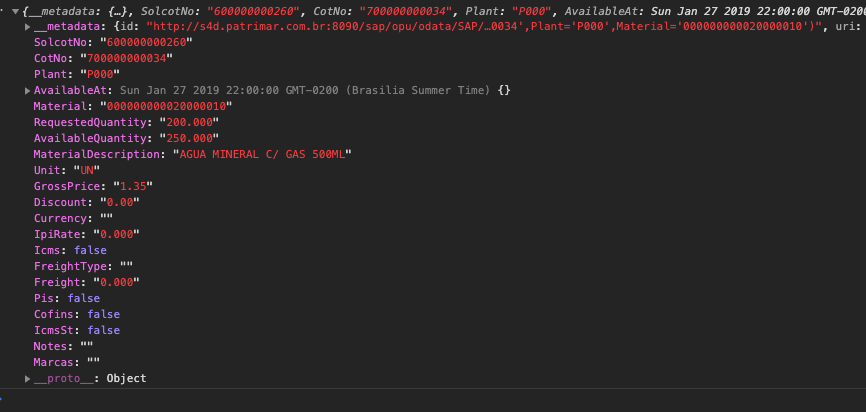 {__metadata: {…}, SolcotNo: "600000000260", CotNo: "700000000034", Plant: "P000", AvailableAt: Sun Jan 27 2019 22:00:00 GMT-0200
__metadata: {id: "http://s4d.patrimar.com.br:8090/sap/opu/odata/SAP/…0034',Plant='P000',Material='000000000020000010')", uri:
SolcotNo: "600000000260"
CotNo: "700000000034"
Plant: "P000"
AvailableAt: Sun Jan 27 2019 22:00:00 GMT-0200 (Brasilia Summer Time) {}
Material: "000000000020000010"
RequestedQuantity: "200.000"
AvailableQuantity: "250.000"
MaterialDescription: "AGUA MINERAL C/ GAS 500ML"
Unit: "UN"
GrossPrice: "1.35"
Discount: "0.00"
Currency: ""
IpiRate: "0.000"
Icms: false
FreightType: ""
Freight: "0.000"
Pis: false
Cofins: false
IcmsSt: false
Notes: ""
Marcas: ""
__proto__: Object